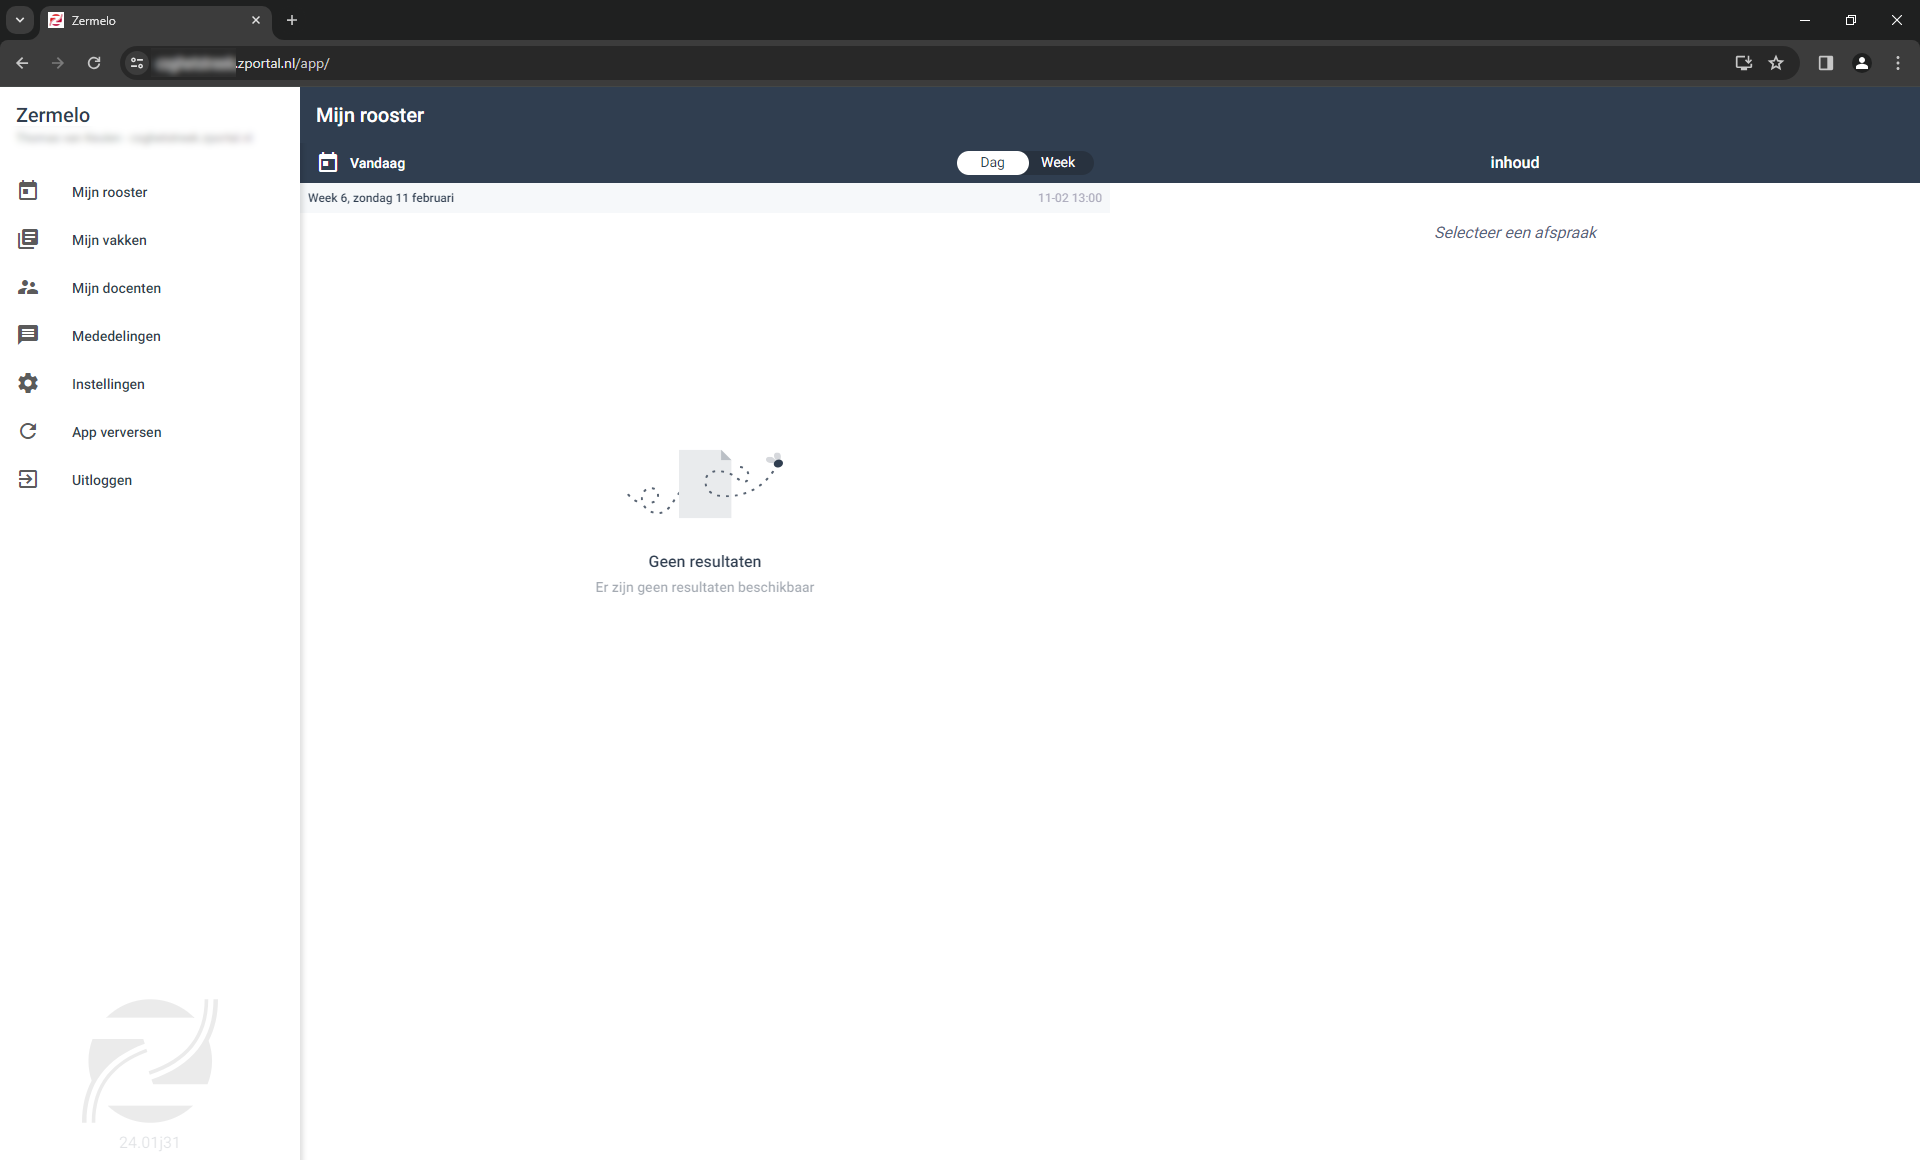 Zermelo
.zportal.nl/app/
Zermelo
Mijn rooster
Mijn vakken
Mijn docenten
Mededelingen
Instellingen
App verversen
Uitloggen
24.01j31
Mijn rooster
Vandaag
Dag
Week
inhoud
Week 6, zondag 11 februari
11-02 13:00
Selecteer een afspraak
Geen resultaten
Er zijn geen resultaten beschikbaar